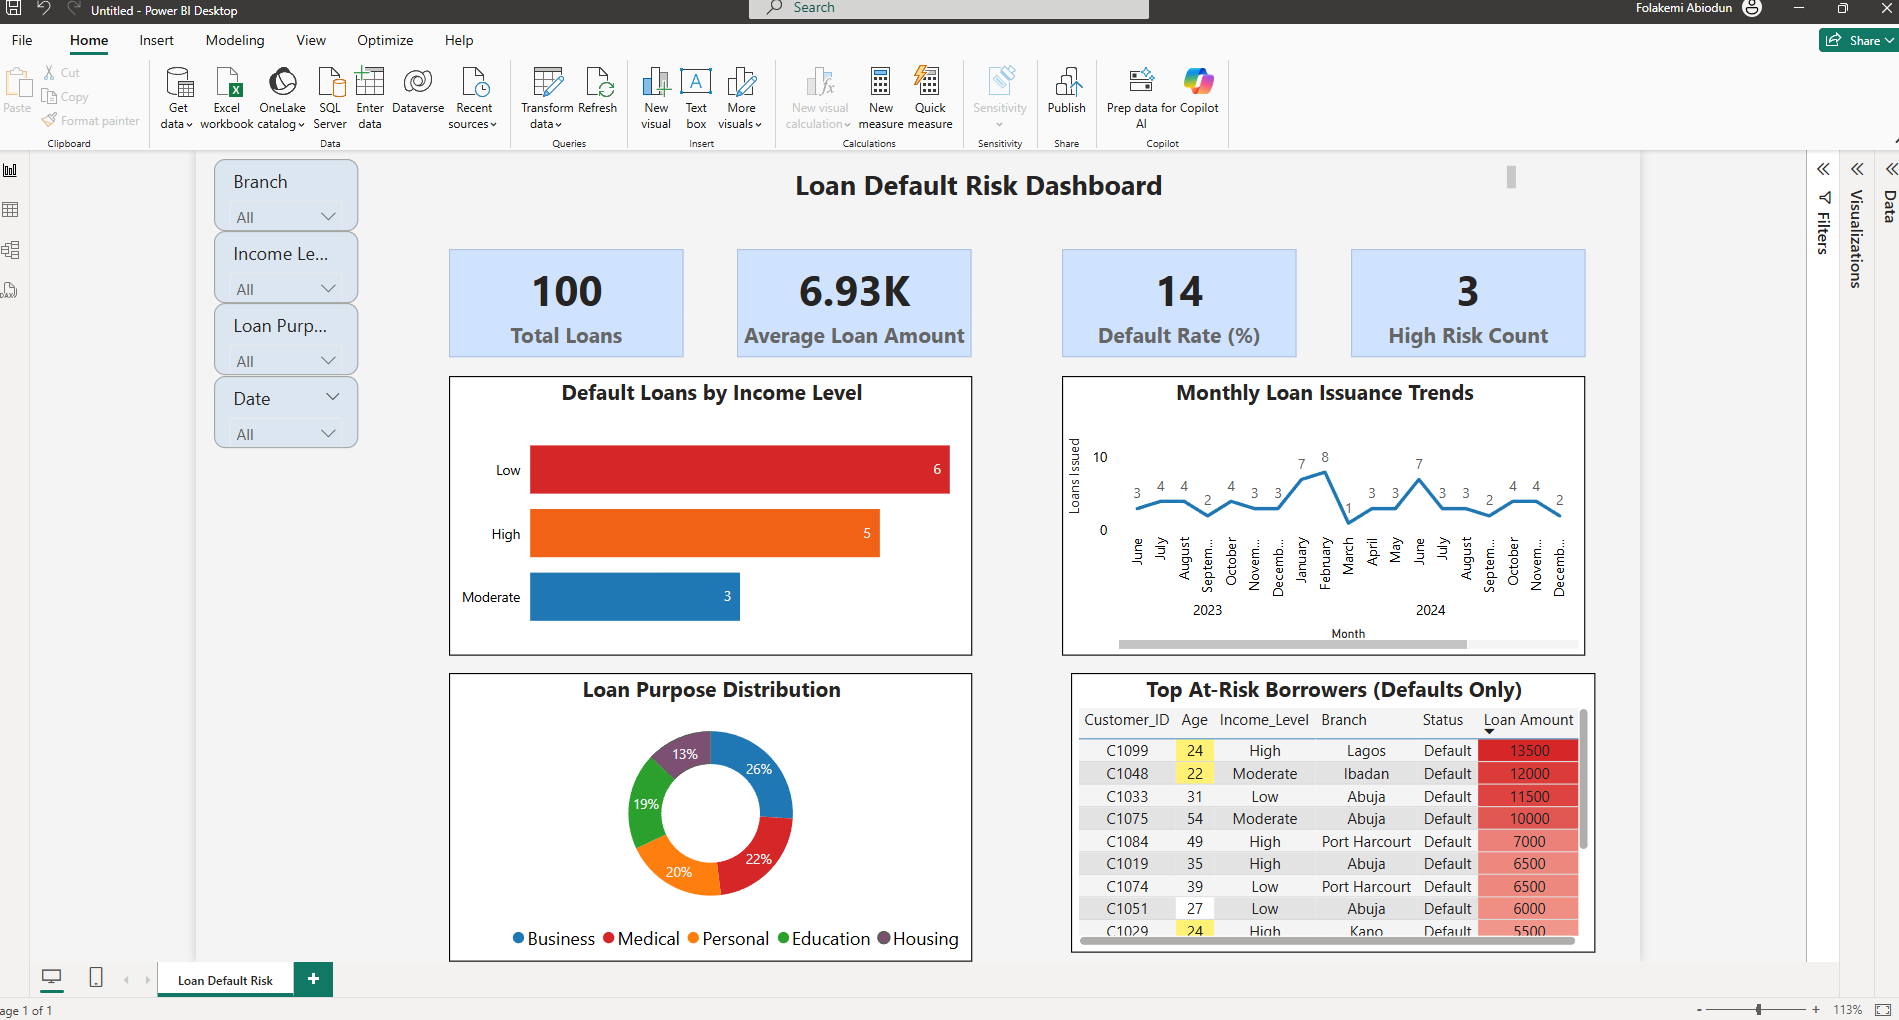 Untitled - Power BI Desktop
Search
Folakemi Abiodun
File Home Insert Modeling View Optimize Help
Share
Paste
Cut
Copy
Format painter
Clipboard
Get data
Excel workbook
OneLake catalog
SQL Server
Enter data
Dataverse
Recent sources
Data
Transform data
Refresh
Queries
New visual
Text box
More visuals
Insert
New visual calculation
New measure
Quick measure
Calculations
Sensitivity
Sensitivity
Publish
Share
Prep data for AI
Copilot
Copilot
Branch
All
Income Le...
All
Loan Purp...
All
Date
All
Loan Default Risk Dashboard
100
Total Loans
6.93K
Average Loan Amount
14
Default Rate (%)
3
High Risk Count
Default Loans by Income Level
Low 6
High 5
Moderate 3
Monthly Loan Issuance Trends
Loans Issued
10
0
3 4 4 2 4 3 3 7 8 1 3 3 7 3 3 2 4 4 2
June July August Septem... October Novem... Decemb... January February March April May June July August Septem... October Novem... Decemb...
2023 2024
Month
Loan Purpose Distribution
26%
22%
20%
19%
13%
Business Medical Personal Education Housing
Top At-Risk Borrowers (Defaults Only)
Customer_ID Age Income_Level Branch Status Loan Amount
C1099 24 High Lagos Default 13500
C1048 22 Moderate Ibadan Default 12000
C1033 31 Low Abuja Default 11500
C1075 54 Moderate Abuja Default 10000
C1084 49 High Port Harcourt Default 7000
C1019 35 High Abuja Default 6500
C1074 39 Low Port Harcourt Default 6500
C1051 27 Low Abuja Default 6000
C1029 24 High Kano Default 5500
Filters
Visualizations
Data
Loan Default Risk
age 1 of 1
113%